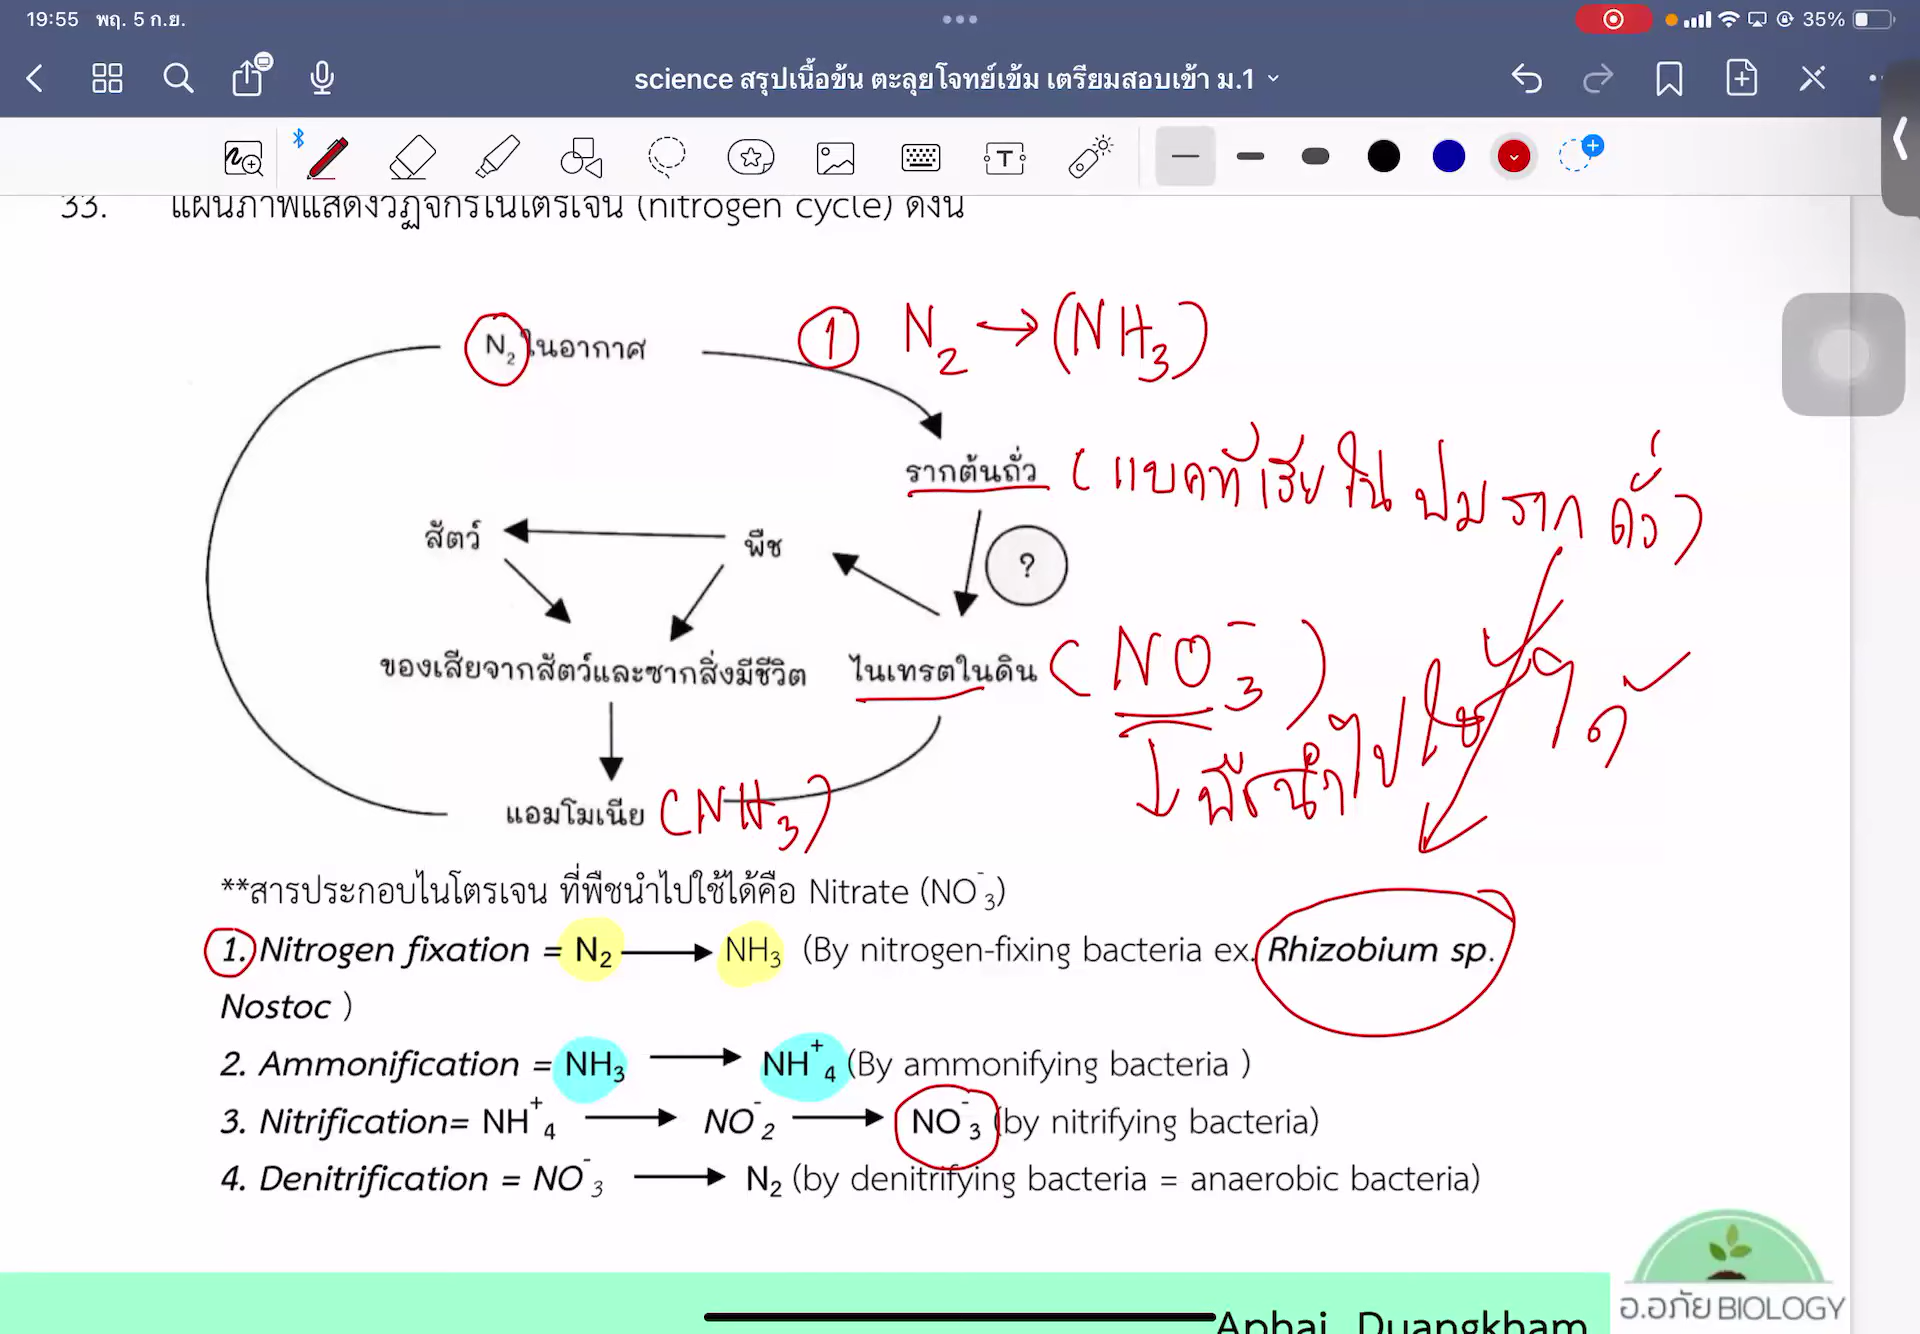 19:55 พฤ. 5 ก.ย.
35%
science สรุปเนื้อข้น ตะลุยโจทย์เข้ม เตรียมสอบเข้า ม.1
33. แผนภาพแสดงวัฏจักรไนโตรเจน (nitrogen cycle) ดังนี้
N2 ในอากาศ
① N2 → (NH3)
รากต้นถั่ว (แบคทีเรียในปมรากถั่ว)
สัตว์
พืช
?
ของเสียจากสัตว์และซากสิ่งมีชีวิต
ไนเทรตในดิน (NO3-)
↓ พืชนำไปใช้ได้
แอมโมเนีย (NH3)
**สารประกอบไนโตรเจน ที่พืชนำไปใช้ได้คือ Nitrate (NO-3)
1. Nitrogen fixation = N2 → NH3 (By nitrogen-fixing bacteria ex. Rhizobium sp.
Nostoc )
2. Ammonification = NH3 → NH+4 (By ammonifying bacteria )
3. Nitrification= NH+4 → NO-2 → NO-3 (by nitrifying bacteria)
4. Denitrification = NO-3 → N2 (by denitrifying bacteria = anaerobic bacteria)
อ.อภัย BIOLOGY
Aphai Duangkham